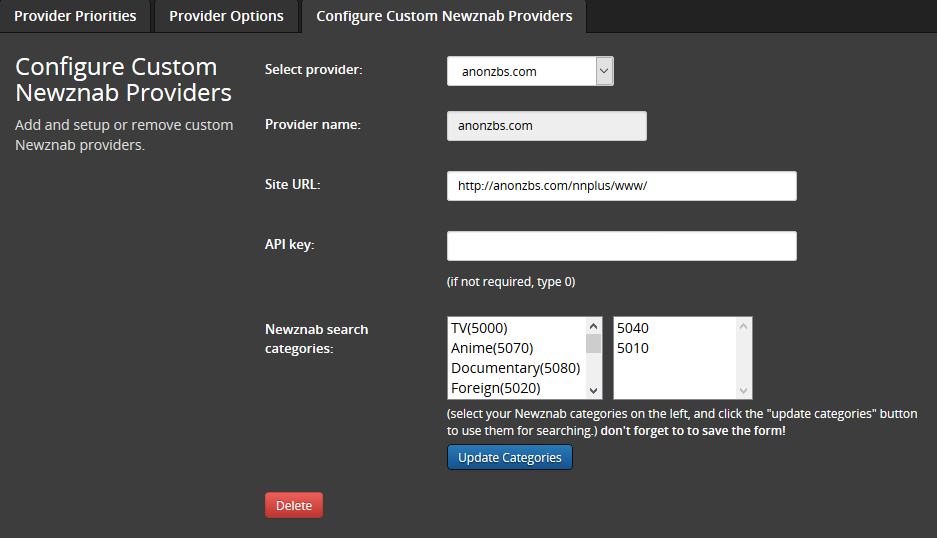 Provider Priorities
Provider Options
Configure Custom Newznab Providers
Configure Custom
Newznab Providers
Add and setup or remove custom
Newznab providers.
Select provider:
anonzbs.com
Provider name:
anonzbs.com
Site URL:
http://anonzbs.com/nnplus/www/
API key:
(if not required, type 0)
Newznab search
categories:
TV(5000)
Anime(5070)
Documentary(5080)
Foreign(5020)
5040
5010
(select your Newznab categories on the left, and click the "update categories" button
to use them for searching.) don't forget to to save the form!
Update Categories
Delete